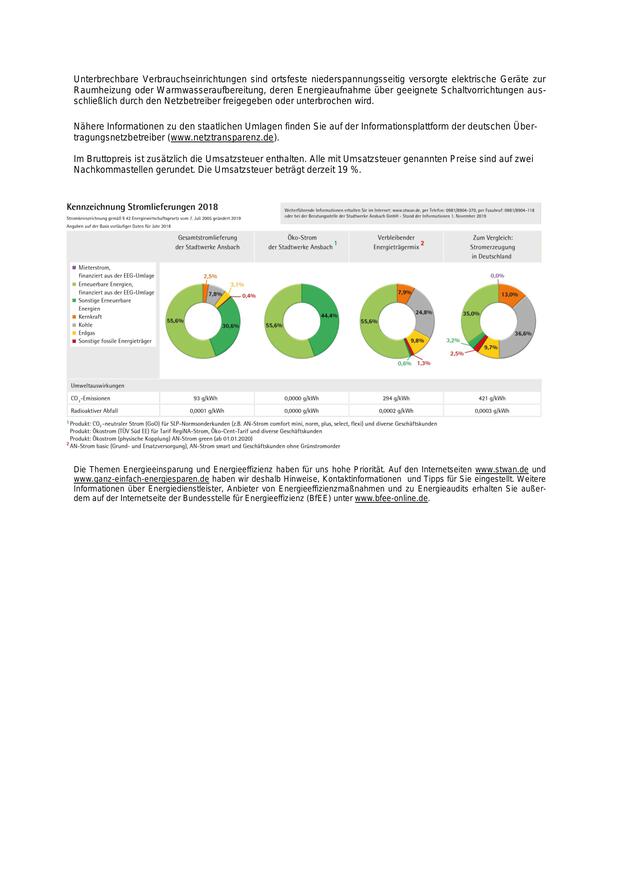 Unterbrechbare Verbrauchseinrichtungen sind ortsfeste niederspannungsseitig versorgte elektrische Geräte zur
Raumheizung oder Warmwasseraufbereitung, deren Energieaufnahme über geeignete Schaltvorrichtungen aus-
schließlich durch den Netzbetreiber freigegeben oder unterbrochen wird.
Nähere Informationen zu den staatlichen Umlagen finden Sie auf der Informationsplattform der deutschen Über-
tragungsnetzbetreiber (www.netztransparenz.de).
Im Bruttopreis ist zusätzlich die Umsatzsteuer enthalten. Alle mit Umsatzsteuer genannten Preise sind auf zwei
Nachkommastellen gerundet. Die Umsatzsteuer beträgt derzeit 19 %.
Kennzeichnung Stromlieferungen 2018
Stromkennzeichnung gemäß § 42 Energiewirtschaftsgesetz vom 7. Juli 2005 geändert 2019
Angaben auf der Basis vorläufiger Daten für Jahr 2018
Weiterführende Informationen erhalten Sie im Internet: www.stwan.de, per Telefon: 0981/8904-370, per Faxabruf: 0981/8904-118
oder bei der Beratungsstelle der Stadtwerke Ansbach GmbH - Stand der Informationen 1. November 2019
Gesamtstromlieferung
der Stadtwerke Ansbach
Öko-Strom
der Stadtwerke Ansbach 1
Verbleibender
Energieträgermix 2
Zum Vergleich:
Stromerzeugung
in Deutschland
Mieterstrom,
finanziert aus der EEG-Umlage
Erneuerbare Energien,
finanziert aus der EEG-Umlage
Sonstige Erneuerbare
Energien
Kernkraft
Kohle
Erdgas
Sonstige fossile Energieträger
2,5%
7,8%
3,1%
0,4%
55,6%
30,6%
55,6%
44,4%
7,9%
24,8%
55,6%
9,8%
0,6%
1,3%
0,0%
13,0%
35,0%
36,6%
3,2%
2,5%
9,7%
Umweltauswirkungen
CO2-Emissionen 93 g/kWh 0,0000 g/kWh 294 g/kWh 421 g/kWh
Radioaktiver Abfall 0,0001 g/kWh 0,0000 g/kWh 0,0002 g/kWh 0,0003 g/kWh
1 Produkt: CO2-neutraler Strom (GoO) für SLP-Normsonderkunden (z.B. AN-Strom comfort mini, norm, plus, select, flexi) und diverse Geschäftskunden
Produkt: Ökostrom (TÜV Süd EE) für Tarif RegiNA-Strom, Öko-Cent-Tarif und diverse Geschäftskunden
Produkt: Ökostrom (physische Kopplung) AN-Strom green (ab 01.01.2020)
2 AN-Strom basic (Grund- und Ersatzversorgung), AN-Strom smart und Geschäftskunden ohne Grünstromorder
Die Themen Energieeinsparung und Energieeffizienz haben für uns hohe Priorität. Auf den Internetseiten www.stwan.de und
www.ganz-einfach-energiesparen.de haben wir deshalb Hinweise, Kontaktinformationen und Tipps für Sie eingestellt. Weitere
Informationen über Energiedienstleister, Anbieter von Energieeffizienzmaßnahmen und zu Energieaudits erhalten Sie außer-
dem auf der Internetseite der Bundesstelle für Energieeffizienz (BfEE) unter www.bfee-online.de.